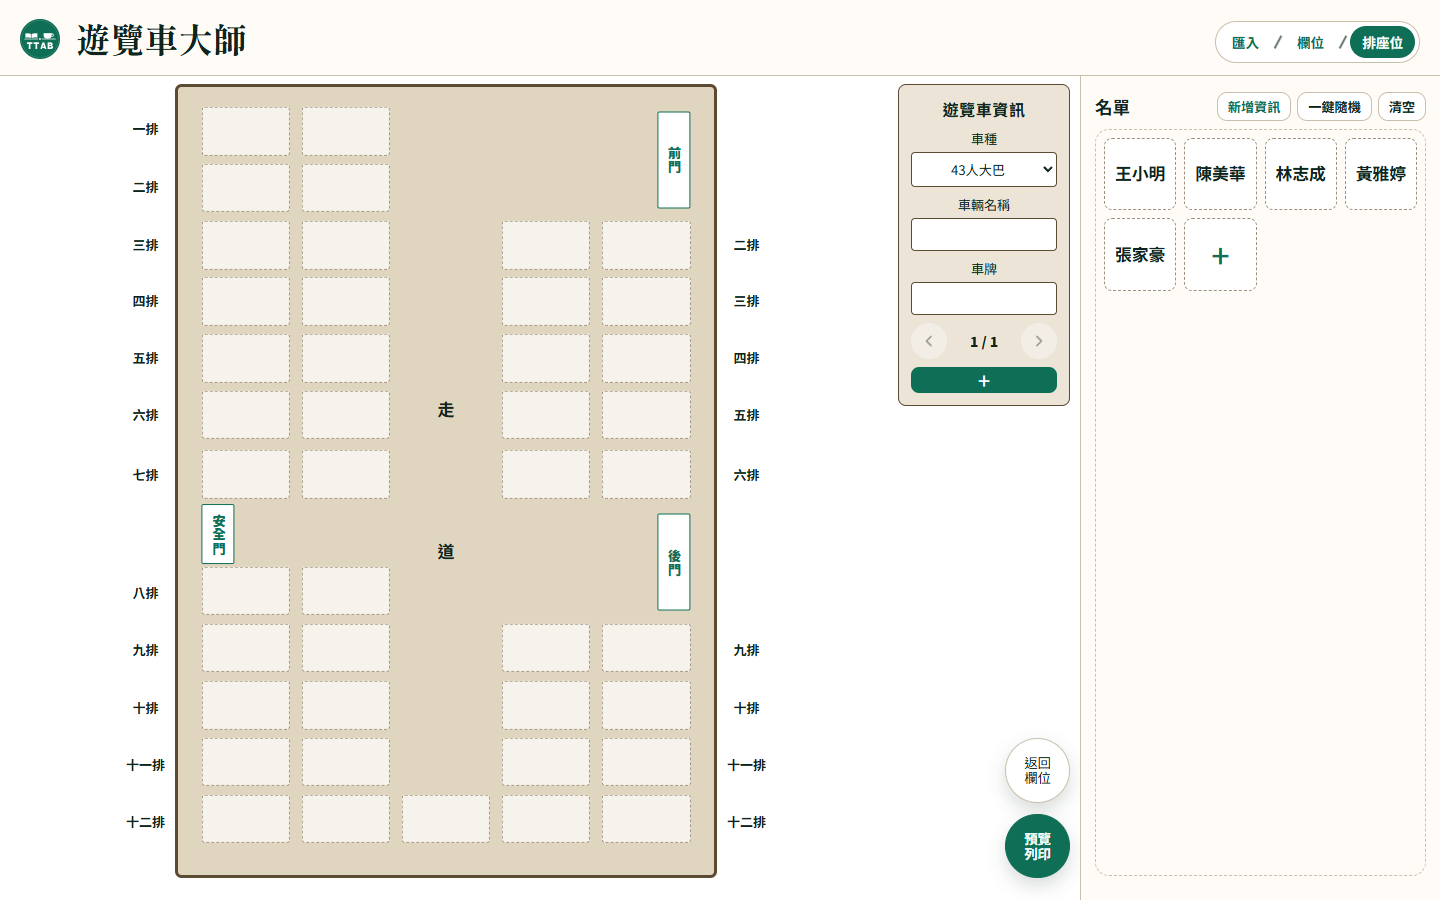 TTAB
遊覽車大師
匯入 / 欄位 / 排座位
一排
二排
三排
四排
五排
六排
七排
八排
九排
十排
十一排
十二排
前門
走
道
安全門
後門
二排
三排
四排
五排
六排
九排
十排
十一排
十二排
遊覽車資訊
車種
43人大巴
車輛名稱
車牌
1 / 1
+
返回
欄位
預覽
列印
名單
新增資訊
一鍵隨機
清空
王小明
陳美華
林志成
黃雅婷
張家豪
+